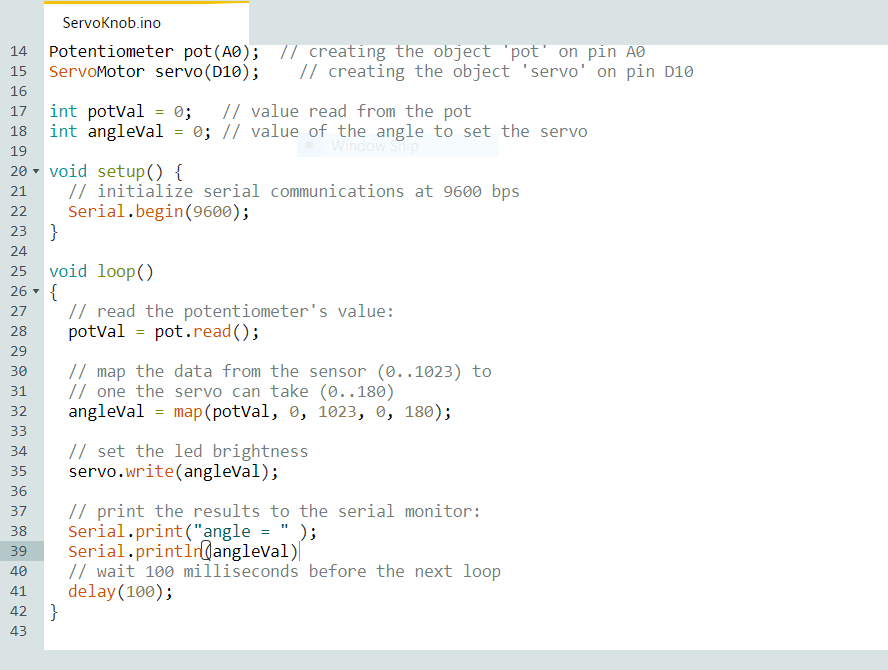 ServoKnob.ino
14 Potentiometer pot(A0);  // creating the object 'pot' on pin A0
15 ServoMotor servo(D10);    // creating the object 'servo' on pin D10
16
17 int potVal = 0;   // value read from the pot
18 int angleVal = 0; // value of the angle to set the servo
Window Snip
19
20 void setup() {
21   // initialize serial communications at 9600 bps
22   Serial.begin(9600);
23 }
24
25 void loop()
26 {
27   // read the potentiometer's value:
28   potVal = pot.read();
29
30   // map the data from the sensor (0..1023) to
31   // one the servo can take (0..180)
32   angleVal = map(potVal, 0, 1023, 0, 180);
33
34   // set the led brightness
35   servo.write(angleVal);
36
37   // print the results to the serial monitor:
38   Serial.print("angle = " );
39   Serial.println(angleVal)
40   // wait 100 milliseconds before the next loop
41   delay(100);
42 }
43